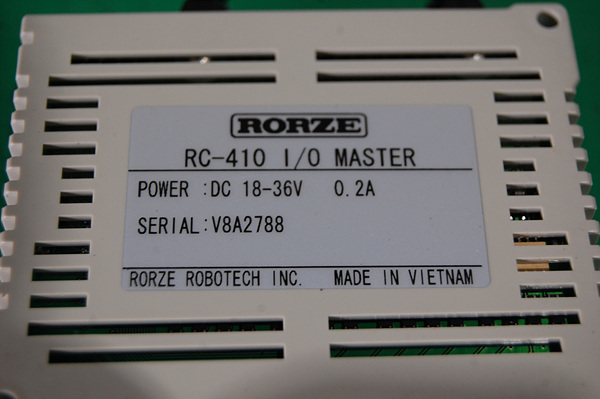 RORZE
RC-410 I/O MASTER
POWER :DC 18-36V 0.2A
SERIAL:V8A2788
RORZE ROBOTECH INC. MADE IN VIETNAM